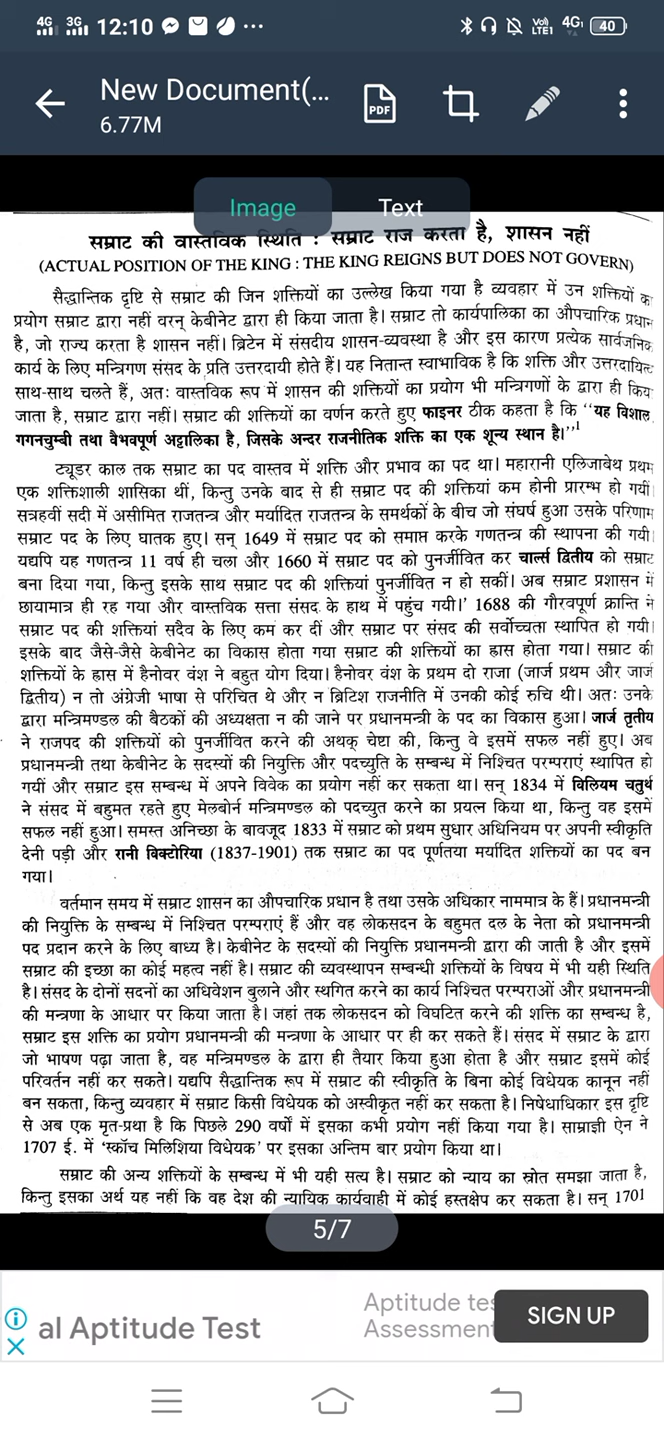 4G 3G 12:10 ... Vo) LTE1 4G 40
New Document(...
6.77M
PDF
Image Text
सम्राट की वास्तविक स्थिति : सम्राट राज करता है, शासन नहीं
(ACTUAL POSITION OF THE KING : THE KING REIGNS BUT DOES NOT GOVERN)
सैद्धान्तिक दृष्टि से सम्राट की जिन शक्तियों का उल्लेख किया गया है व्यवहार में उन शक्तियों का
प्रयोग सम्राट द्वारा नहीं वरन् केबीनेट द्वारा ही किया जाता है। सम्राट तो कार्यपालिका का औपचारिक प्रधान
है, जो राज्य करता है शासन नहीं। ब्रिटेन में संसदीय शासन-व्यवस्था है और इस कारण प्रत्येक सार्वजनिक
कार्य के लिए मन्त्रिगण संसद के प्रति उत्तरदायी होते हैं। यह नितान्त स्वाभाविक है कि शक्ति और उत्तरदायित्व
साथ-साथ चलते हैं, अतः वास्तविक रूप में शासन की शक्तियों का प्रयोग भी मन्त्रिगणों के द्वारा ही किया
जाता है, सम्राट द्वारा नहीं। सम्राट की शक्तियों का वर्णन करते हुए फाइनर ठीक कहता है कि “यह विशाल,
गगनचुम्बी तथा वैभवपूर्ण अट्टालिका है, जिसके अन्दर राजनीतिक शक्ति का एक शून्य स्थान है।”1
ट्यूडर काल तक सम्राट का पद वास्तव में शक्ति और प्रभाव का पद था। महारानी एलिजाबेथ प्रथम
एक शक्तिशाली शासिका थीं, किन्तु उनके बाद से ही सम्राट पद की शक्तियां कम होनी प्रारम्भ हो गयीं।
सत्रहवीं सदी में असीमित राजतन्त्र और मर्यादित राजतन्त्र के समर्थकों के बीच जो संघर्ष हुआ उसके परिणाम
सम्राट पद के लिए घातक हुए। सन् 1649 में सम्राट पद को समाप्त करके गणतन्त्र की स्थापना की गयी।
यद्यपि यह गणतन्त्र 11 वर्ष ही चला और 1660 में सम्राट पद को पुनर्जीवित कर चार्ल्स द्वितीय को सम्राट
बना दिया गया, किन्तु इसके साथ सम्राट पद की शक्तियां पुनर्जीवित न हो सकीं। अब सम्राट प्रशासन में
छायामात्र ही रह गया और वास्तविक सत्ता संसद के हाथ में पहुंच गयी।' 1688 की गौरवपूर्ण क्रान्ति ने
सम्राट पद की शक्तियां सदैव के लिए कम कर दीं और सम्राट पर संसद की सर्वोच्चता स्थापित हो गयी।
इसके बाद जैसे-जैसे केबीनेट का विकास होता गया सम्राट की शक्तियों का ह्रास होता गया। सम्राट की
शक्तियों के ह्रास में हैनोवर वंश ने बहुत योग दिया। हैनोवर वंश के प्रथम दो राजा (जार्ज प्रथम और जार्ज
द्वितीय) न तो अंग्रेजी भाषा से परिचित थे और न ब्रिटिश राजनीति में उनकी कोई रुचि थी। अतः उनके
द्वारा मन्त्रिमण्डल की बैठकों की अध्यक्षता न की जाने पर प्रधानमन्त्री के पद का विकास हुआ। जार्ज तृतीय
ने राजपद की शक्तियों को पुनर्जीवित करने की अथक् चेष्टा की, किन्तु वे इसमें सफल नहीं हुए। अब
प्रधानमन्त्री तथा केबीनेट के सदस्यों की नियुक्ति और पदच्युति के सम्बन्ध में निश्चित परम्पराएं स्थापित हो
गयीं और सम्राट इस सम्बन्ध में अपने विवेक का प्रयोग नहीं कर सकता था। सन् 1834 में विलियम चतुर्थ
ने संसद में बहुमत रहते हुए मेलबोर्न मन्त्रिमण्डल को पदच्युत करने का प्रयत्न किया था, किन्तु वह इसमें
सफल नहीं हुआ। समस्त अनिच्छा के बावजूद 1833 में सम्राट को प्रथम सुधार अधिनियम पर अपनी स्वीकृति
देनी पड़ी और रानी विक्टोरिया (1837-1901) तक सम्राट का पद पूर्णतया मर्यादित शक्तियों का पद बन
गया।
वर्तमान समय में सम्राट शासन का औपचारिक प्रधान है तथा उसके अधिकार नाममात्र के हैं। प्रधानमन्त्री
की नियुक्ति के सम्बन्ध में निश्चित परम्पराएं हैं और वह लोकसदन के बहुमत दल के नेता को प्रधानमन्त्री
पद प्रदान करने के लिए बाध्य है। केबीनेट के सदस्यों की नियुक्ति प्रधानमन्त्री द्वारा की जाती है और इसमें
सम्राट की इच्छा का कोई महत्व नहीं है। सम्राट की व्यवस्थापन सम्बन्धी शक्तियों के विषय में भी यही स्थिति
है। संसद के दोनों सदनों का अधिवेशन बुलाने और स्थगित करने का कार्य निश्चित परम्पराओं और प्रधानमन्त्री
की मन्त्रणा के आधार पर किया जाता है। जहां तक लोकसदन को विघटित करने की शक्ति का सम्बन्ध है,
सम्राट इस शक्ति का प्रयोग प्रधानमन्त्री की मन्त्रणा के आधार पर ही कर सकते हैं। संसद में सम्राट के द्वारा
जो भाषण पढ़ा जाता है, वह मन्त्रिमण्डल के द्वारा ही तैयार किया हुआ होता है और सम्राट इसमें कोई
परिवर्तन नहीं कर सकते। यद्यपि सैद्धान्तिक रूप में सम्राट की स्वीकृति के बिना कोई विधेयक कानून नहीं
बन सकता, किन्तु व्यवहार में सम्राट किसी विधेयक को अस्वीकृत नहीं कर सकता है। निषेधाधिकार इस दृष्टि
से अब एक मृत-प्रथा है कि पिछले 290 वर्षों में इसका कभी प्रयोग नहीं किया गया है। साम्राज्ञी ऐन ने
1707 ई. में ‘स्कॉच मिलिशिया विधेयक’ पर इसका अन्तिम बार प्रयोग किया था।
सम्राट की अन्य शक्तियों के सम्बन्ध में भी यही सत्य है। सम्राट को न्याय का स्रोत समझा जाता है,
किन्तु इसका अर्थ यह नहीं कि वह देश की न्यायिक कार्यवाही में कोई हस्तक्षेप कर सकता है। सन् 1701
5/7
al Aptitude Test
Aptitude tes
Assessment
SIGN UP